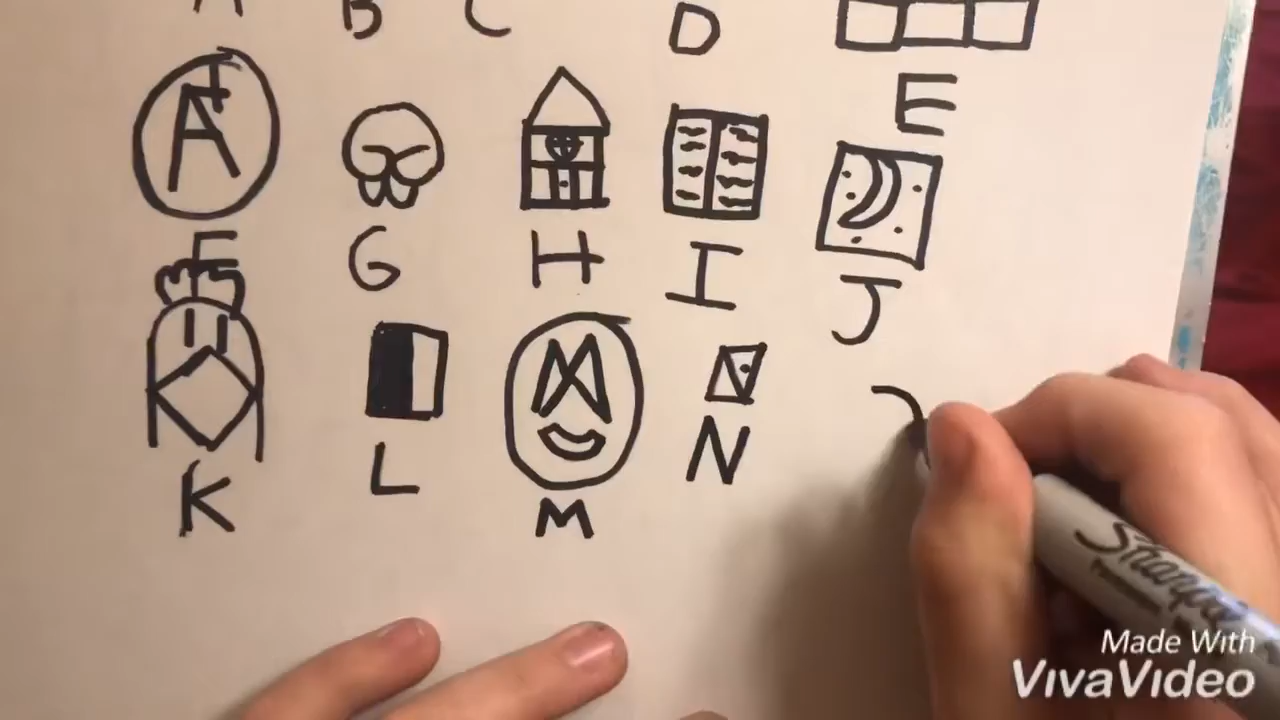 A B C D
E
A I
F G H I J
M N
K L M N
Sharpie
Made With
VivaVideo